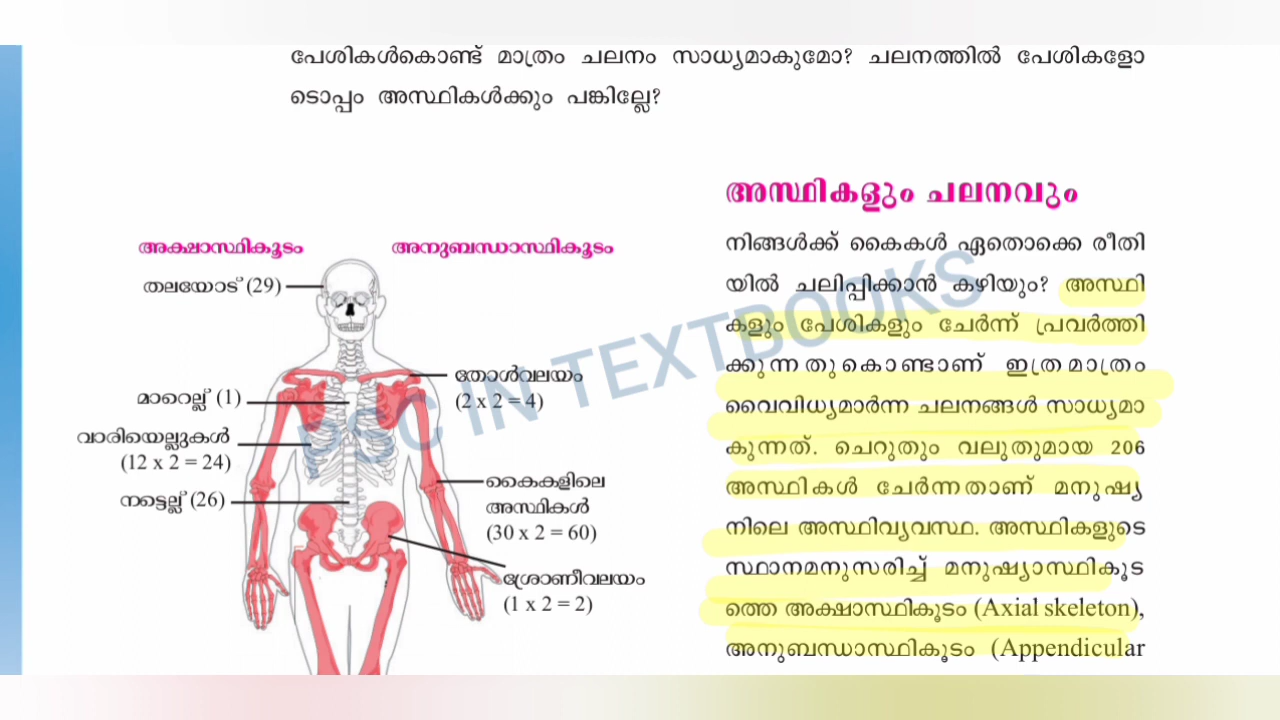 പേശികൾകൊണ്ട് മാത്രം ചലനം സാധ്യമാകുമോ? ചലനത്തിൽ പേശികളോ
ടൊപ്പം അസ്ഥികൾക്കും പങ്കില്ലേ?
അക്ഷാസ്ഥികൂടം
അനുബന്ധാസ്ഥികൂടം
തലയോട് (29)
മാറെല്ല് (1)
വാരിയെല്ലുകൾ
(12 x 2 = 24)
നട്ടെല്ല് (26)
തോൾവലയം
(2 x 2 = 4)
കൈകളിലെ
അസ്ഥികൾ
(30 x 2 = 60)
ശ്രോണീവലയം
(1 x 2 = 2)
അസ്ഥികളും ചലനവും
നിങ്ങൾക്ക് കൈകൾ ഏതൊക്കെ രീതി
യിൽ ചലിപ്പിക്കാൻ കഴിയും? അസ്ഥി
കളും പേശികളും ചേർന്ന് പ്രവർത്തി
ക്കുന്നതുകൊണ്ടാണ് ഇത്രമാത്രം
വൈവിധ്യമാർന്ന ചലനങ്ങൾ സാധ്യമാ
കുന്നത്. ചെറുതും വലുതുമായ 206
അസ്ഥികൾ ചേർന്നതാണ് മനുഷ്യ
നിലെ അസ്ഥിവ്യവസ്ഥ. അസ്ഥികളുടെ
സ്ഥാനമനുസരിച്ച് മനുഷ്യാസ്ഥികൂട
ത്തെ അക്ഷാസ്ഥികൂടം (Axial skeleton),
അനുബന്ധാസ്ഥികൂടം (Appendicular
PSC IN TEXTBOOKS